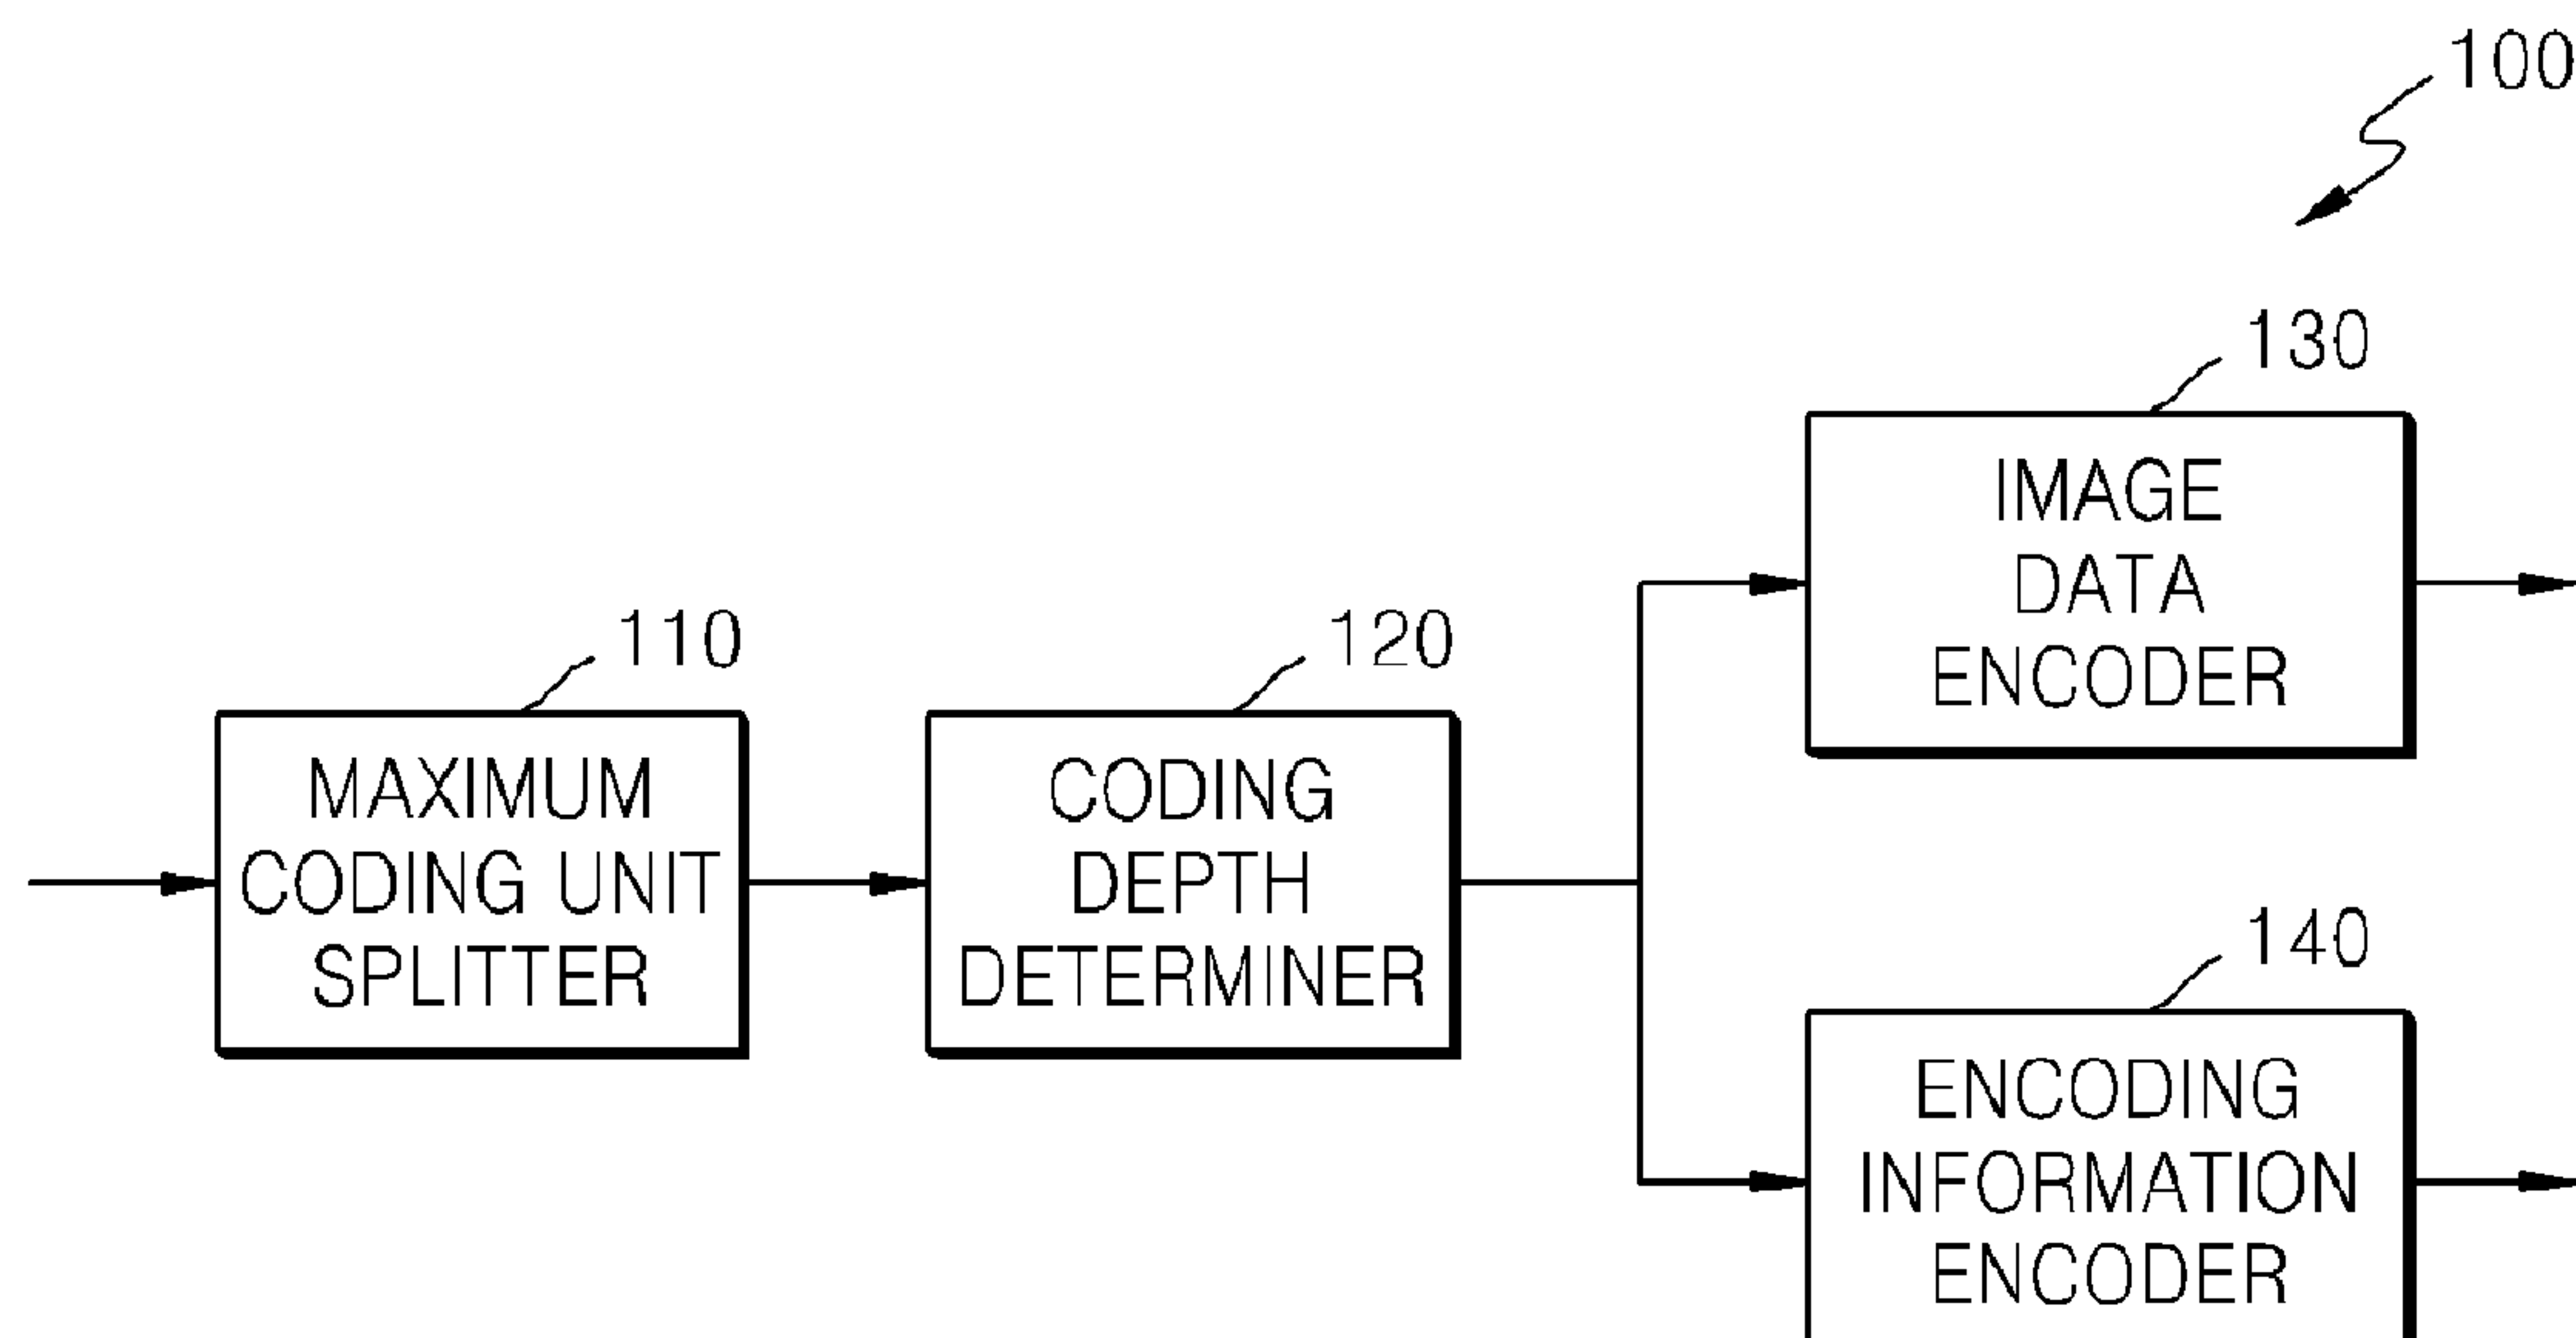 100
130
IMAGE
DATA
ENCODER
110
MAXIMUM
CODING UNIT
SPLITTER
120
CODING
DEPTH
DETERMINER
140
ENCODING
INFORMATION
ENCODER